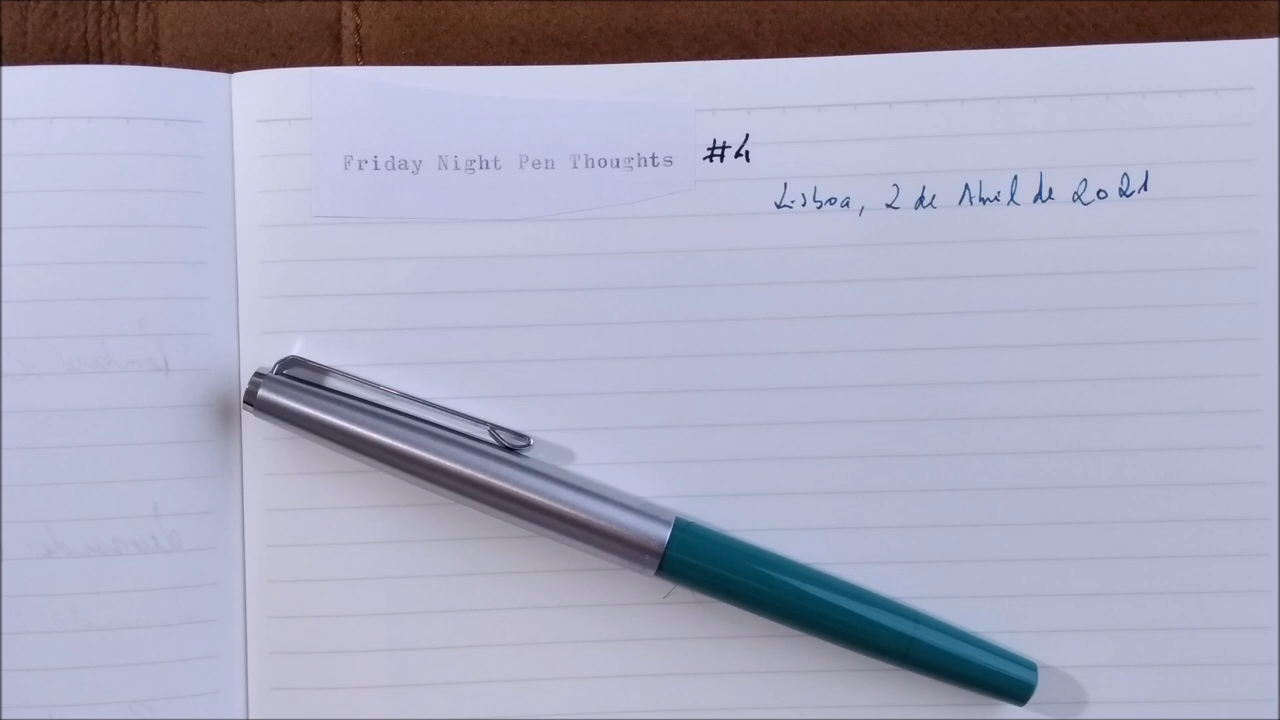 Friday Night Pen Thoughts #4
Lisboa, 2 de Abril de 2021